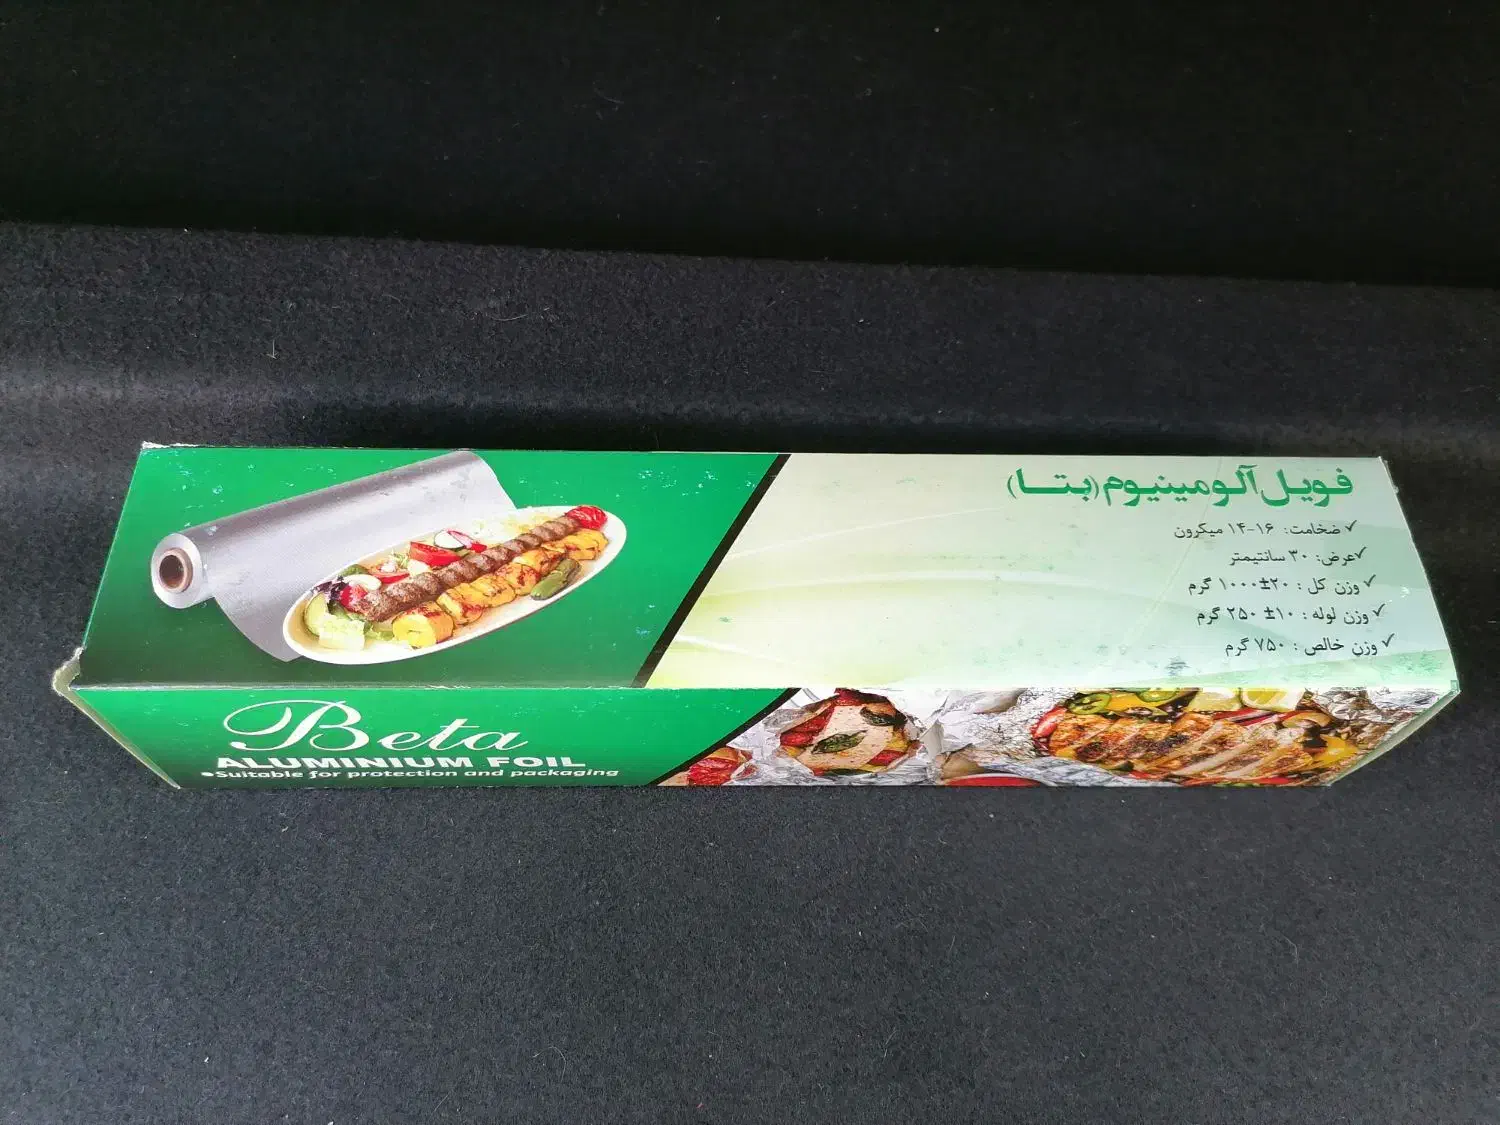 فویل آلومینیوم (بتا)
✓ ضخامت: ۱۶-۱۴ میکرون
✓ عرض: ۳۰ سانتیمتر
✓ وزن کل : ۲۰±۱۰۰۰ گرم
✓ وزن لوله : ۱۰± ۲۵۰ گرم
✓ وزن خالص : ۷۵۰ گرم
Beta
ALUMINIUM FOIL
•Suitable for protection and packaging